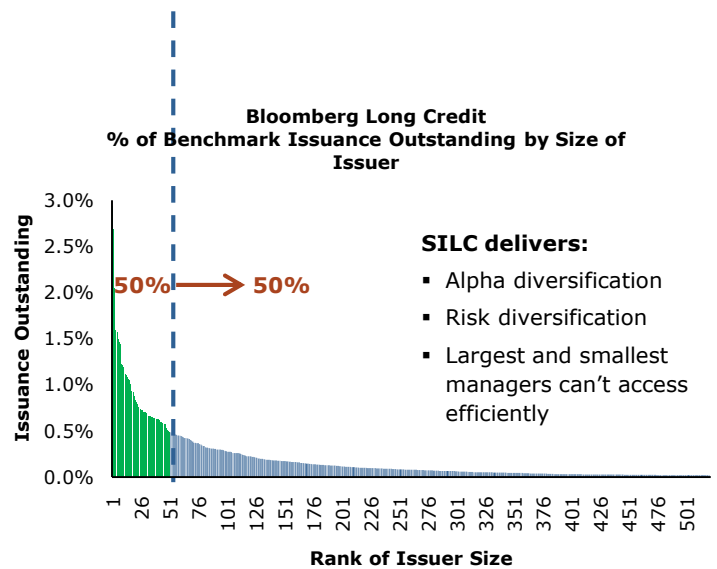 Bloomberg Long Credit
% of Benchmark Issuance Outstanding by Size of
Issuer
Issuance Outstanding
3.0%
2.5%
2.0%
1.5%
1.0%
0.5%
0.0%
50%
50%
SILC delivers:
▪ Alpha diversification
▪ Risk diversification
▪ Largest and smallest
managers can’t access
efficiently
1
26
51
76
101
126
151
176
201
226
251
276
301
326
351
376
401
426
451
476
501
Rank of Issuer Size